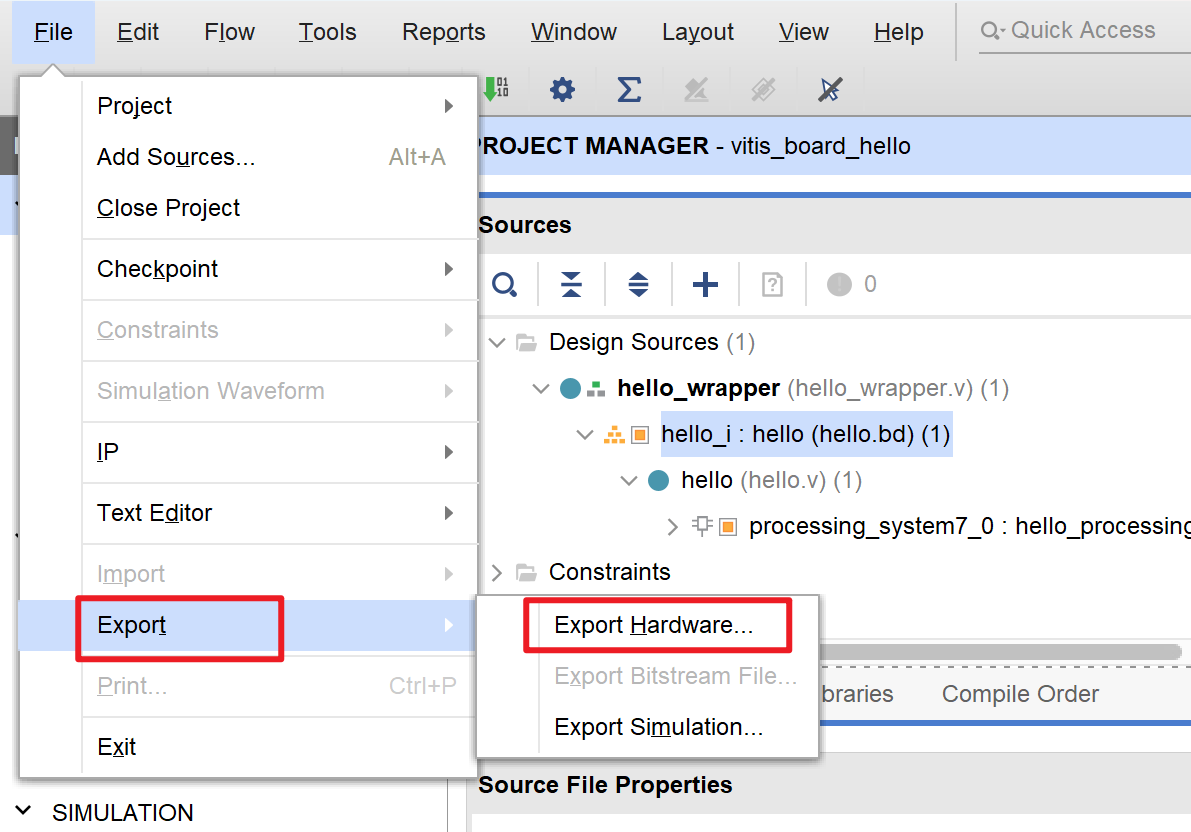 File Edit Flow Tools Reports Window Layout View Help Quick Access
Project
Add Sources... Alt+A
Close Project
Checkpoint
Constraints
Simulation Waveform
IP
Text Editor
Import
Export
Print... Ctrl+P
Exit
Export Hardware...
Export Bitstream File...
Export Simulation...
SIMULATION
PROJECT MANAGER - vitis_board_hello
Sources
0
Design Sources (1)
hello_wrapper (hello_wrapper.v) (1)
hello_i : hello (hello.bd) (1)
hello (hello.v) (1)
processing_system7_0 : hello_processing
Constraints
braries Compile Order
Source File Properties